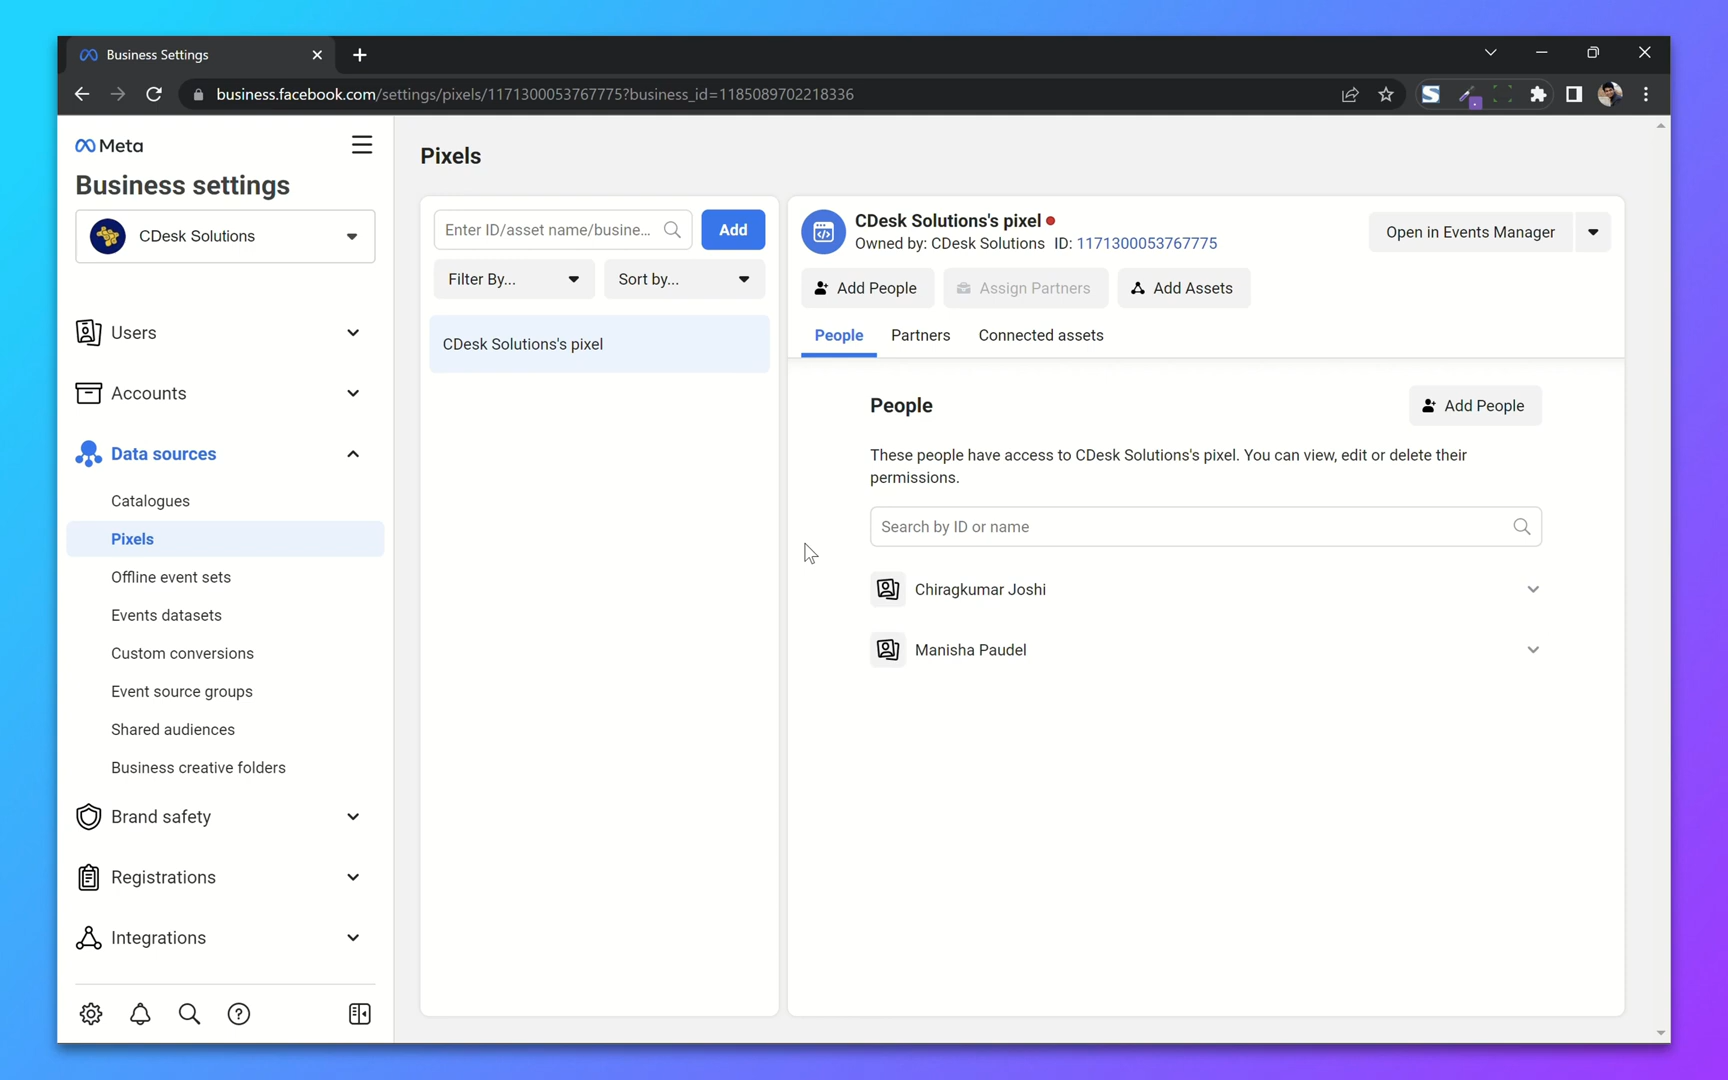 Business Settings
business.facebook.com/settings/pixels/1171300053767775?business_id=1185089702218336
Meta
Business settings
CDesk Solutions
Users
Accounts
Data sources
Catalogues
Pixels
Offline event sets
Events datasets
Custom conversions
Event source groups
Shared audiences
Business creative folders
Brand safety
Registrations
Integrations
Pixels
Enter ID/asset name/busine...
Add
Filter By...
Sort by...
CDesk Solutions's pixel
CDesk Solutions's pixel
Owned by: CDesk Solutions ID: 1171300053767775
Open in Events Manager
Add People
Assign Partners
Add Assets
People
Partners
Connected assets
People
Add People
These people have access to CDesk Solutions's pixel. You can view, edit or delete their
permissions.
Search by ID or name
Chiragkumar Joshi
Manisha Paudel